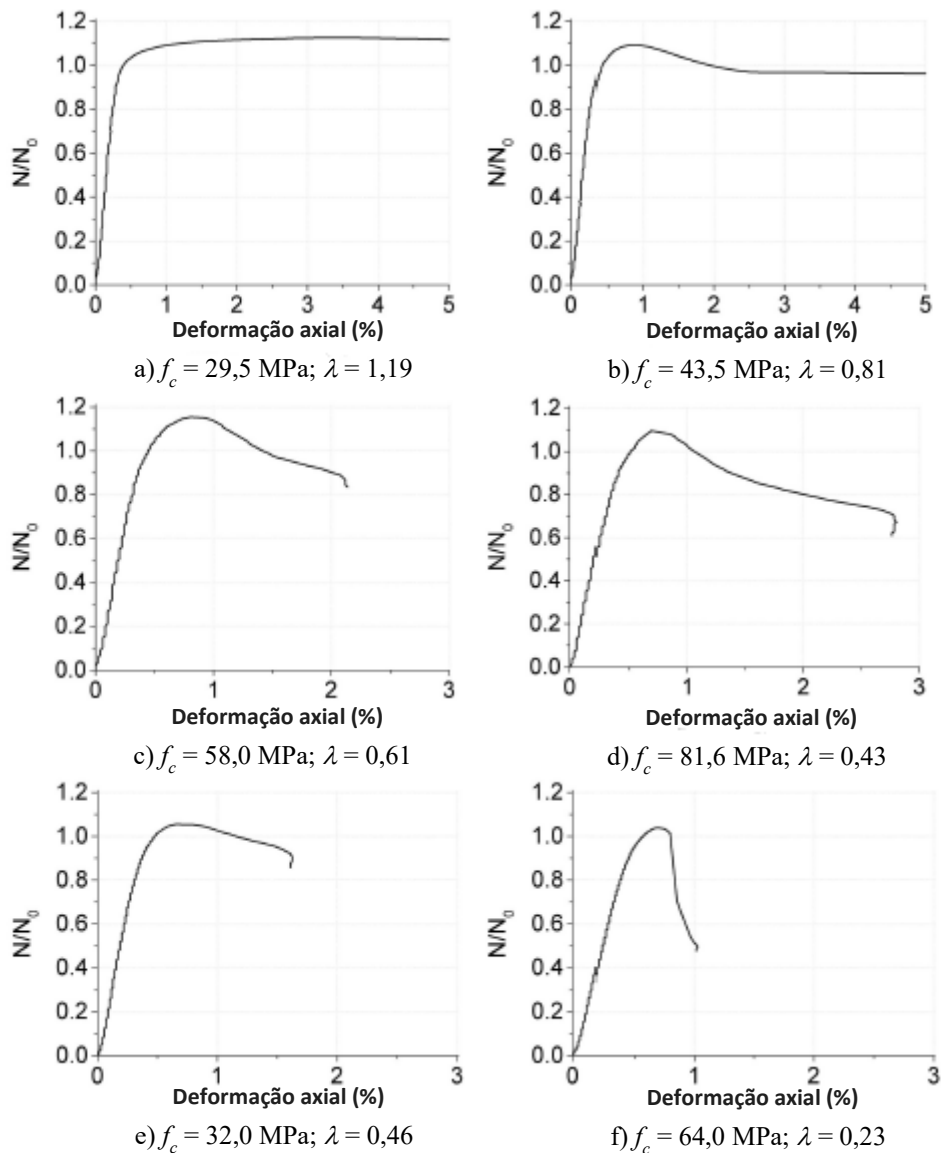 1.2
1.0
0.8
0.6
0.4
0.2
0.0
N/N₀
0 1 2 3 4 5
Deformação axial (%)
a) f_c = 29,5 MPa; λ = 1,19
1.2
1.0
0.8
0.6
0.4
0.2
0.0
N/N₀
0 1 2 3 4 5
Deformação axial (%)
b) f_c = 43,5 MPa; λ = 0,81
1.2
1.0
0.8
0.6
0.4
0.2
0.0
N/N₀
0 1 2 3
Deformação axial (%)
c) f_c = 58,0 MPa; λ = 0,61
1.2
1.0
0.8
0.6
0.4
0.2
0.0
N/N₀
0 1 2 3
Deformação axial (%)
d) f_c = 81,6 MPa; λ = 0,43
1.2
1.0
0.8
0.6
0.4
0.2
0.0
N/N₀
0 1 2 3
Deformação axial (%)
e) f_c = 32,0 MPa; λ = 0,46
1.2
1.0
0.8
0.6
0.4
0.2
0.0
N/N₀
0 1 2 3
Deformação axial (%)
f) f_c = 64,0 MPa; λ = 0,23